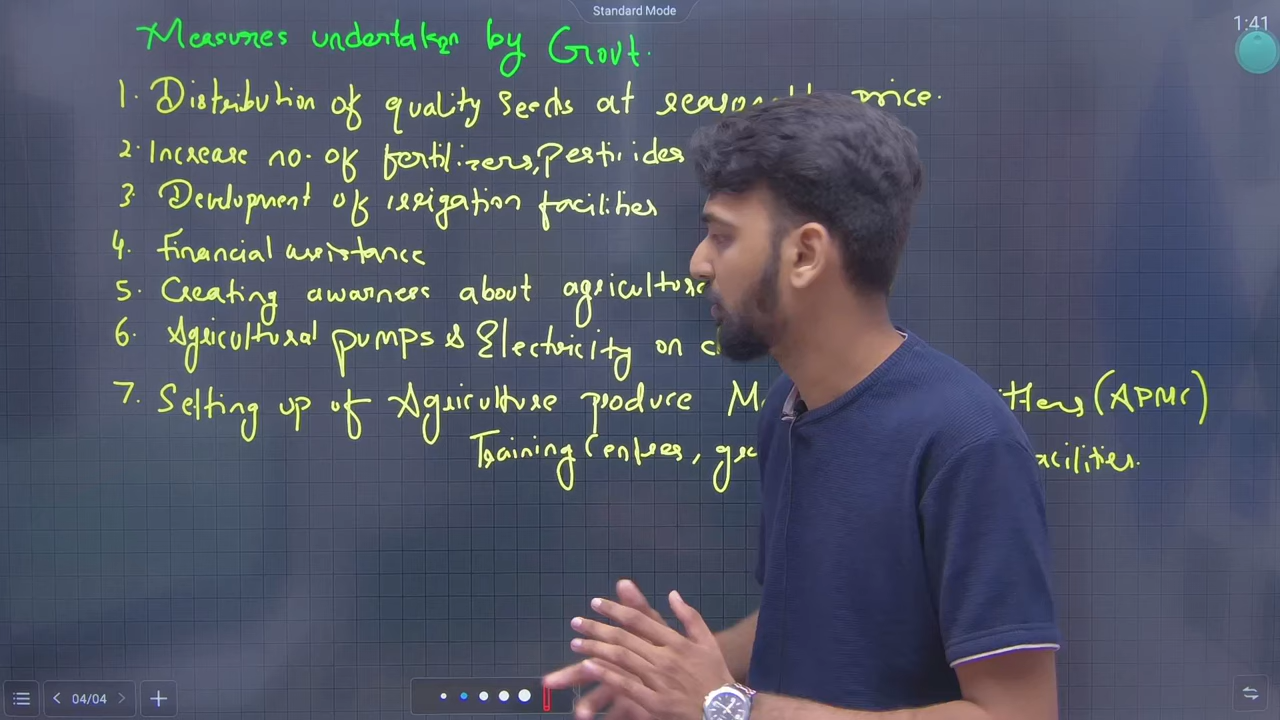 Standard Mode
1:41
Measures undertaken by Govt.
1. Distribution of quality Seeds at price.
2. Increase no. of fertilizers, pesticides
3. Development of irrigation facilities
4. Financial assistance
5. Creating awarness about agriculture
6. Agricultural pumps & Electricity on
7. Setting up of Agriculture produce (APMC)
Training Centres,
04/04